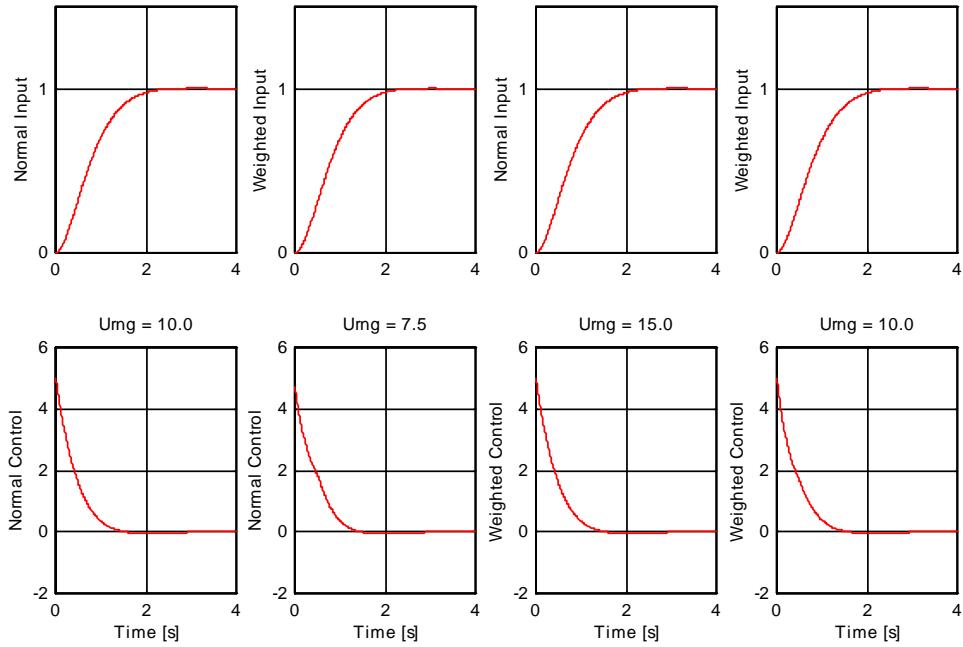 Normal Input
1
0
0 2 4
Weighted Input
1
0
0 2 4
Normal Input
1
0
0 2 4
Weighted Input
1
0
0 2 4
Urng = 10.0
Normal Control
6
4
2
0
-2
0 2 4
Time [s]
Urng = 7.5
Normal Control
6
4
2
0
-2
0 2 4
Time [s]
Urng = 15.0
Weighted Control
6
4
2
0
-2
0 2 4
Time [s]
Urng = 10.0
Weighted Control
6
4
2
0
-2
0 2 4
Time [s]